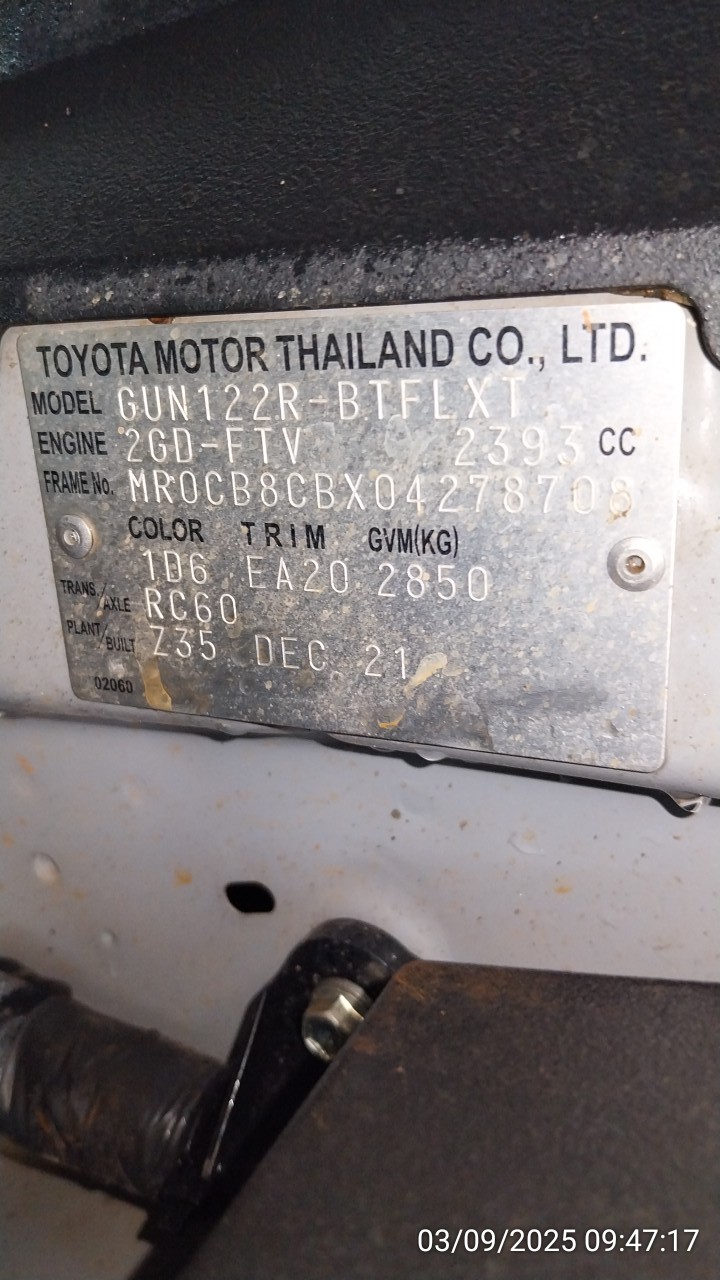 TOYOTA MOTOR THAILAND CO., LTD.
MODEL GUN122R-BTFLXT
ENGINE 2GD-FTV 2393 CC
FRAME No. MR0CB8CBX04278708
COLOR TRIM GVM(KG)
1D6 EA20 2850
TRANS./AXLE RC60
PLANT/BUILT Z35 DEC. 21
02060
03/09/2025 09:47:17